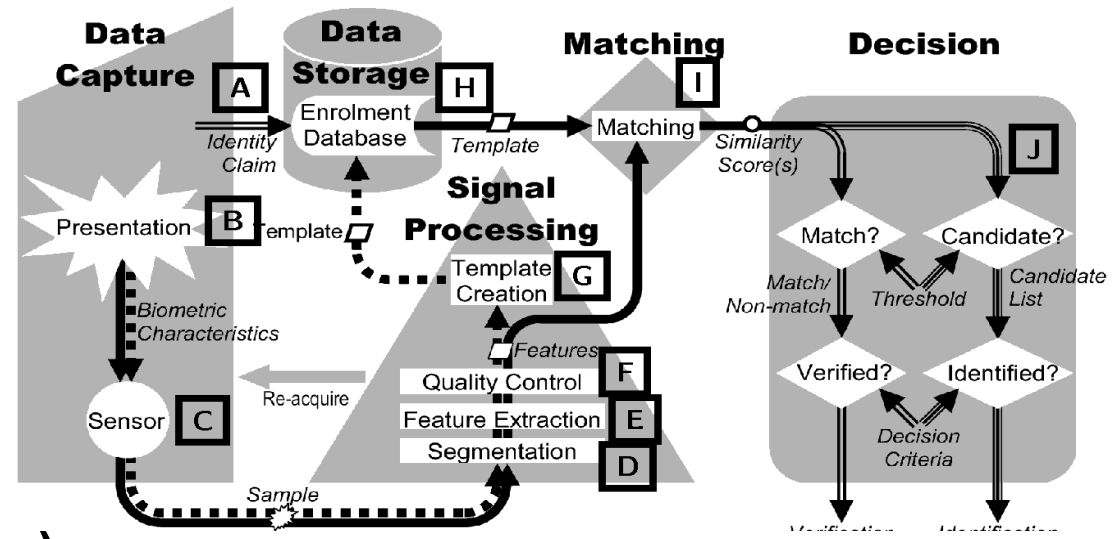 Data
Capture
Data
Storage
Matching
Decision
A
H
I
Enrolment
Database
Identity
Claim
Template
Matching
Similarity
Score(s)
J
Presentation
B
Template
Signal
Processing
Template
Creation
G
Match?
Candidate?
Match/
Non-match
Threshold
Candidate
List
Biometric
Characteristics
Features
Quality Control
F
Re-acquire
Feature Extraction
E
Segmentation
D
Sensor
C
Verified?
Identified?
Decision
Criteria
Sample
Verification
Identification
)